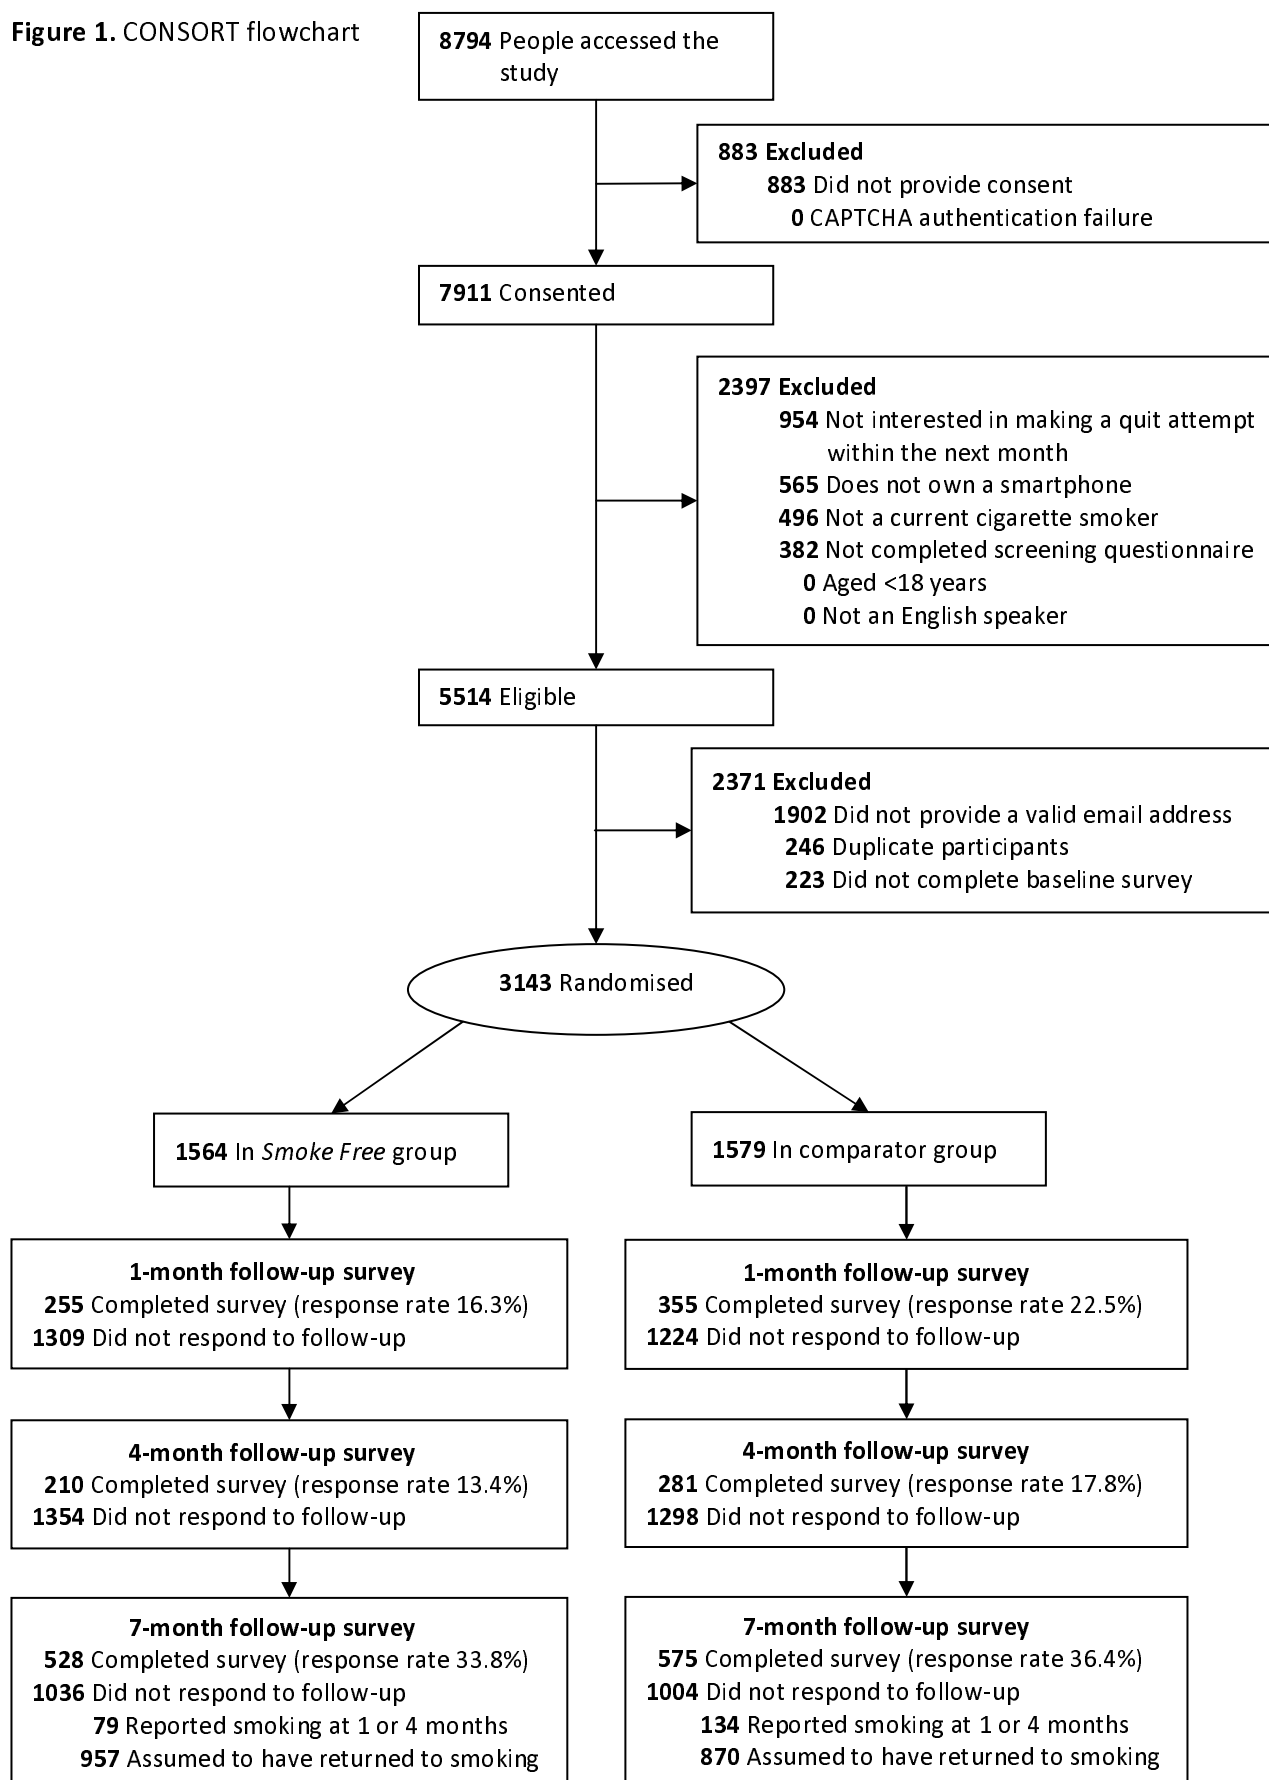 Figure 1. CONSORT flowchart
8794 People accessed the
study
883 Excluded
883 Did not provide consent
0 CAPTCHA authentication failure
7911 Consented
2397 Excluded
954 Not interested in making a quit attempt
within the next month
565 Does not own a smartphone
496 Not a current cigarette smoker
382 Not completed screening questionnaire
0 Aged <18 years
0 Not an English speaker
5514 Eligible
2371 Excluded
1902 Did not provide a valid email address
246 Duplicate participants
223 Did not complete baseline survey
3143 Randomised
1564 In Smoke Free group
1579 In comparator group
1-month follow-up survey
255 Completed survey (response rate 16.3%)
1309 Did not respond to follow-up
1-month follow-up survey
355 Completed survey (response rate 22.5%)
1224 Did not respond to follow-up
4-month follow-up survey
210 Completed survey (response rate 13.4%)
1354 Did not respond to follow-up
4-month follow-up survey
281 Completed survey (response rate 17.8%)
1298 Did not respond to follow-up
7-month follow-up survey
528 Completed survey (response rate 33.8%)
1036 Did not respond to follow-up
79 Reported smoking at 1 or 4 months
957 Assumed to have returned to smoking
7-month follow-up survey
575 Completed survey (response rate 36.4%)
1004 Did not respond to follow-up
134 Reported smoking at 1 or 4 months
870 Assumed to have returned to smoking